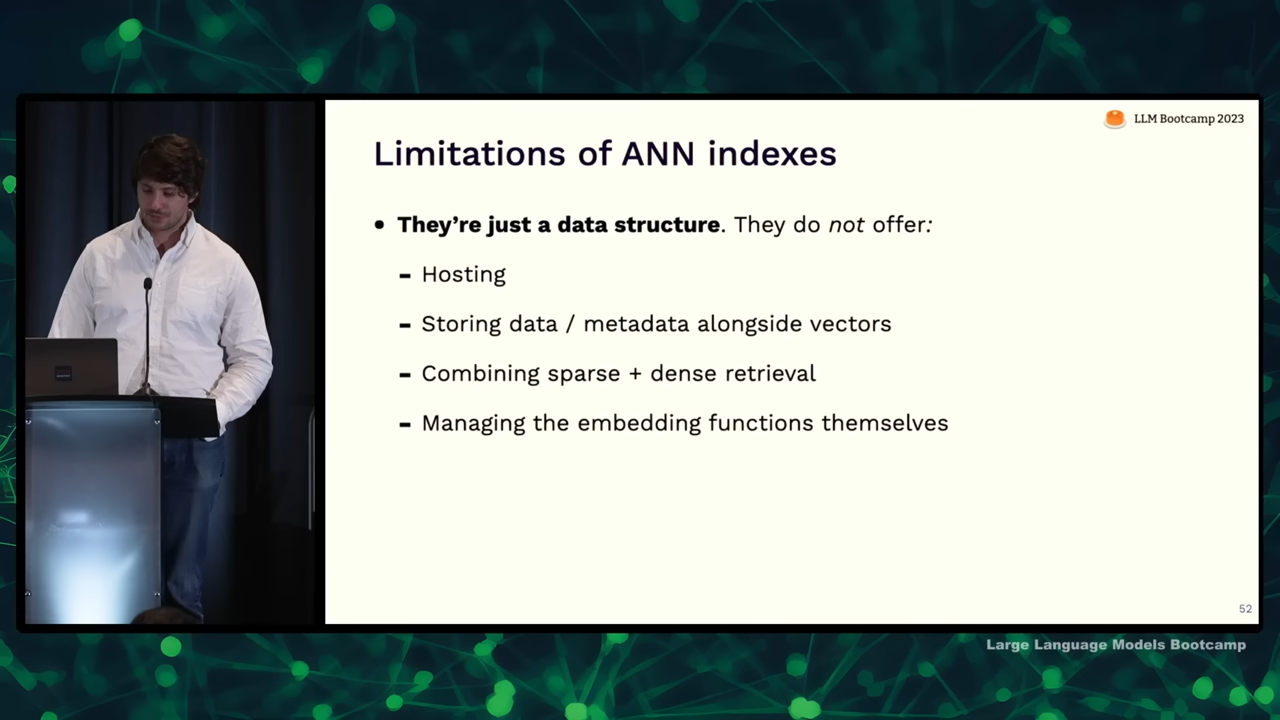 LLM Bootcamp 2023
Limitations of ANN indexes
• They're just a data structure. They do not offer:
– Hosting
– Storing data / metadata alongside vectors
– Combining sparse + dense retrieval
– Managing the embedding functions themselves
52
Large Language Models Bootcamp